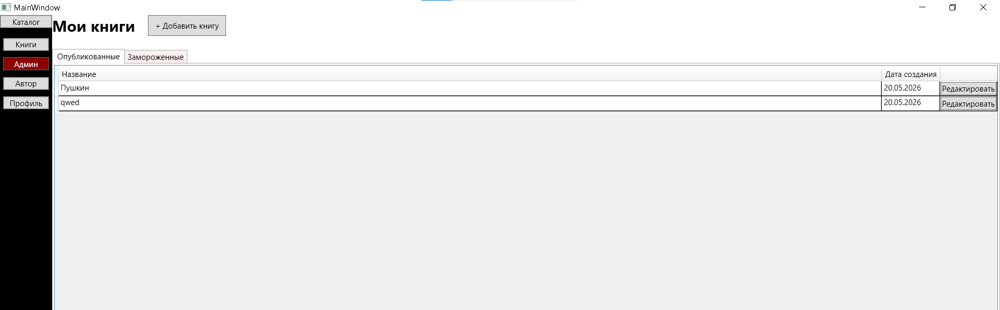 MainWindow
Каталог
Мои книги
+ Добавить книгу
Книги
Админ
Автор
Профиль
Опубликованные
Замороженные
Название
Дата создания
Пушкин
20.05.2026
Редактировать
qwed
20.05.2026
Редактировать